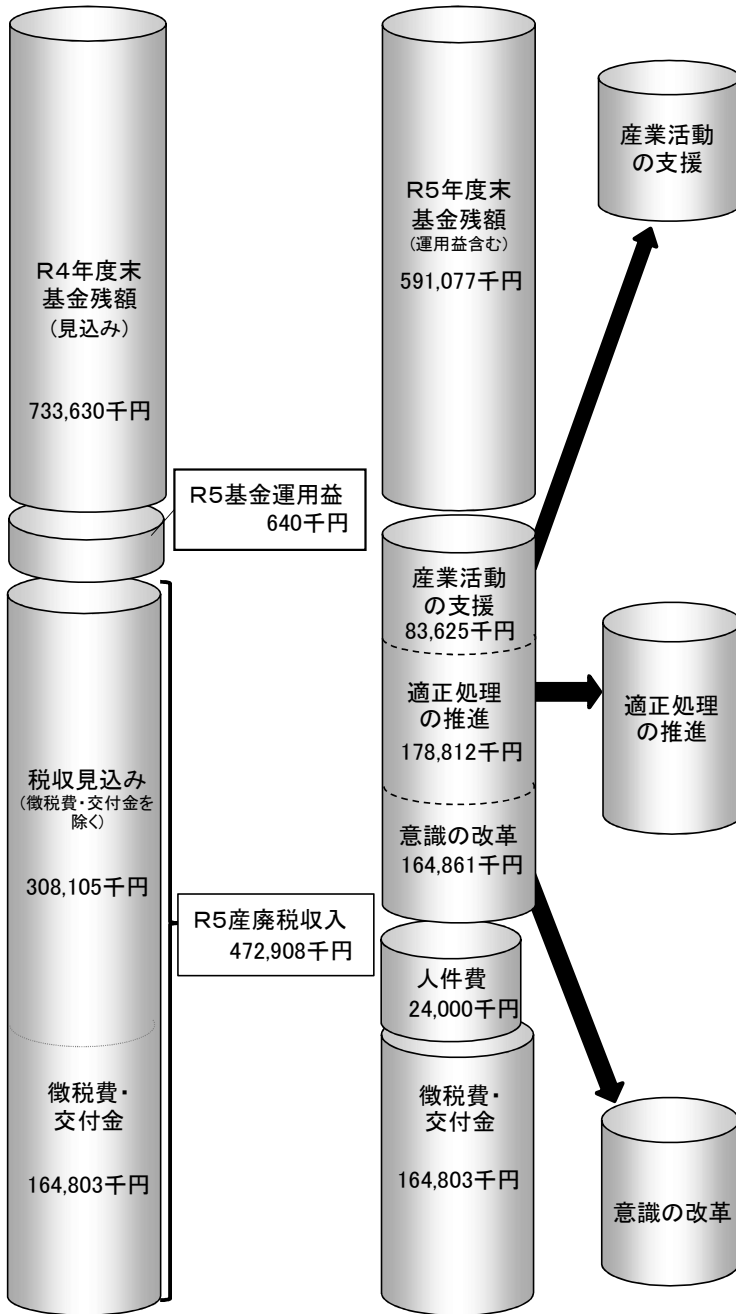 R4年度末
基金残額
(見込み)
733,630千円
R5基金運用益
640千円
税収見込み
(徴税費・交付金を
除く)
308,105千円
R5産廃税収入
472,908千円
徴税費・
交付金
164,803千円
R5年度末
基金残額
(運用益含む)
591,077千円
産業活動
の支援
83,625千円
適正処理
の推進
178,812千円
意識の改革
164,861千円
人件費
24,000千円
徴税費・
交付金
164,803千円
産業活動
の支援
適正処理
の推進
意識の改革